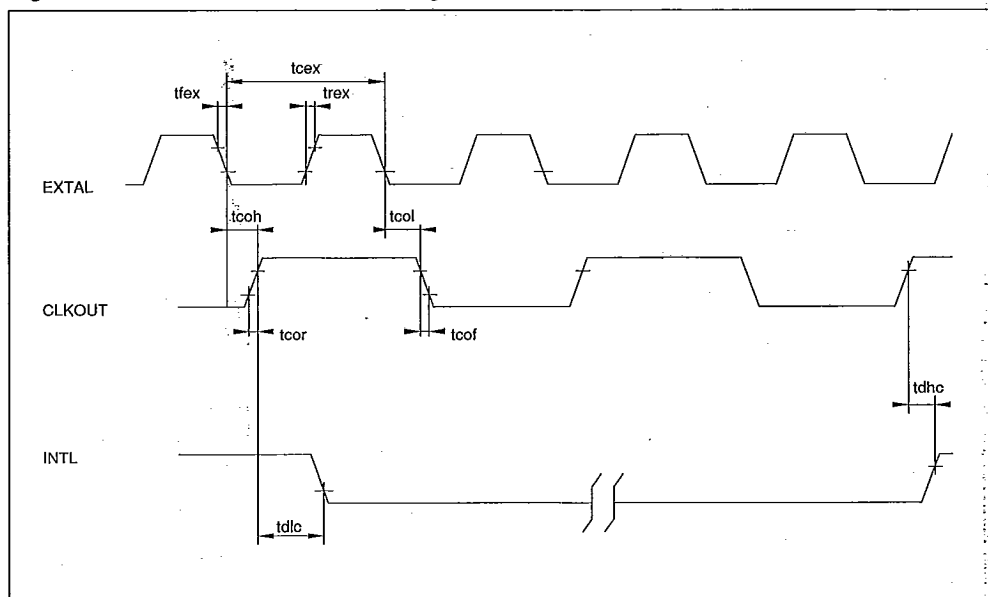 tcex
tfex
trex
EXTAL
tcoh
tcol
CLKOUT
tcor
tcof
tdhc
INTL
tdlc